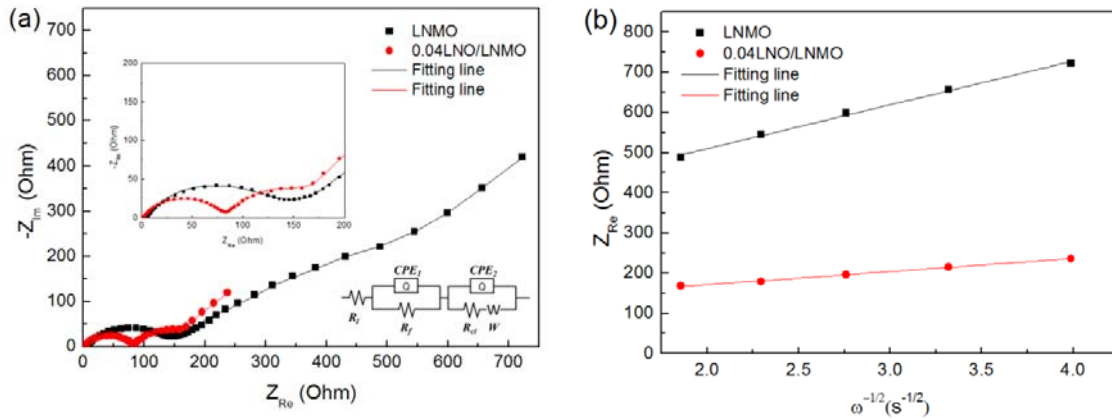 (a)
-750
-700
-600
-500
-400
-300
-200
-100
0
-Z_Im (Ohm)
LNMO
0.04LNO/LNMO
Fitting line
Fitting line
200
150
100
50
0
-Z_Re (Ohm)
0 50 100 150 200
Z_Re (Ohm)
CPE_1 CPE_2
Q Q
R_f R_ct W
0 100 200 300 400 500 600 700
Z_Re (Ohm)
(b)
LNMO
0.04LNO/LNMO
Fitting line
Fitting line
800
700
600
500
400
300
200
100
0
Z_Re (Ohm)
2.0 2.5 3.0 3.5 4.0
ω^-1/2(s^-1/2)